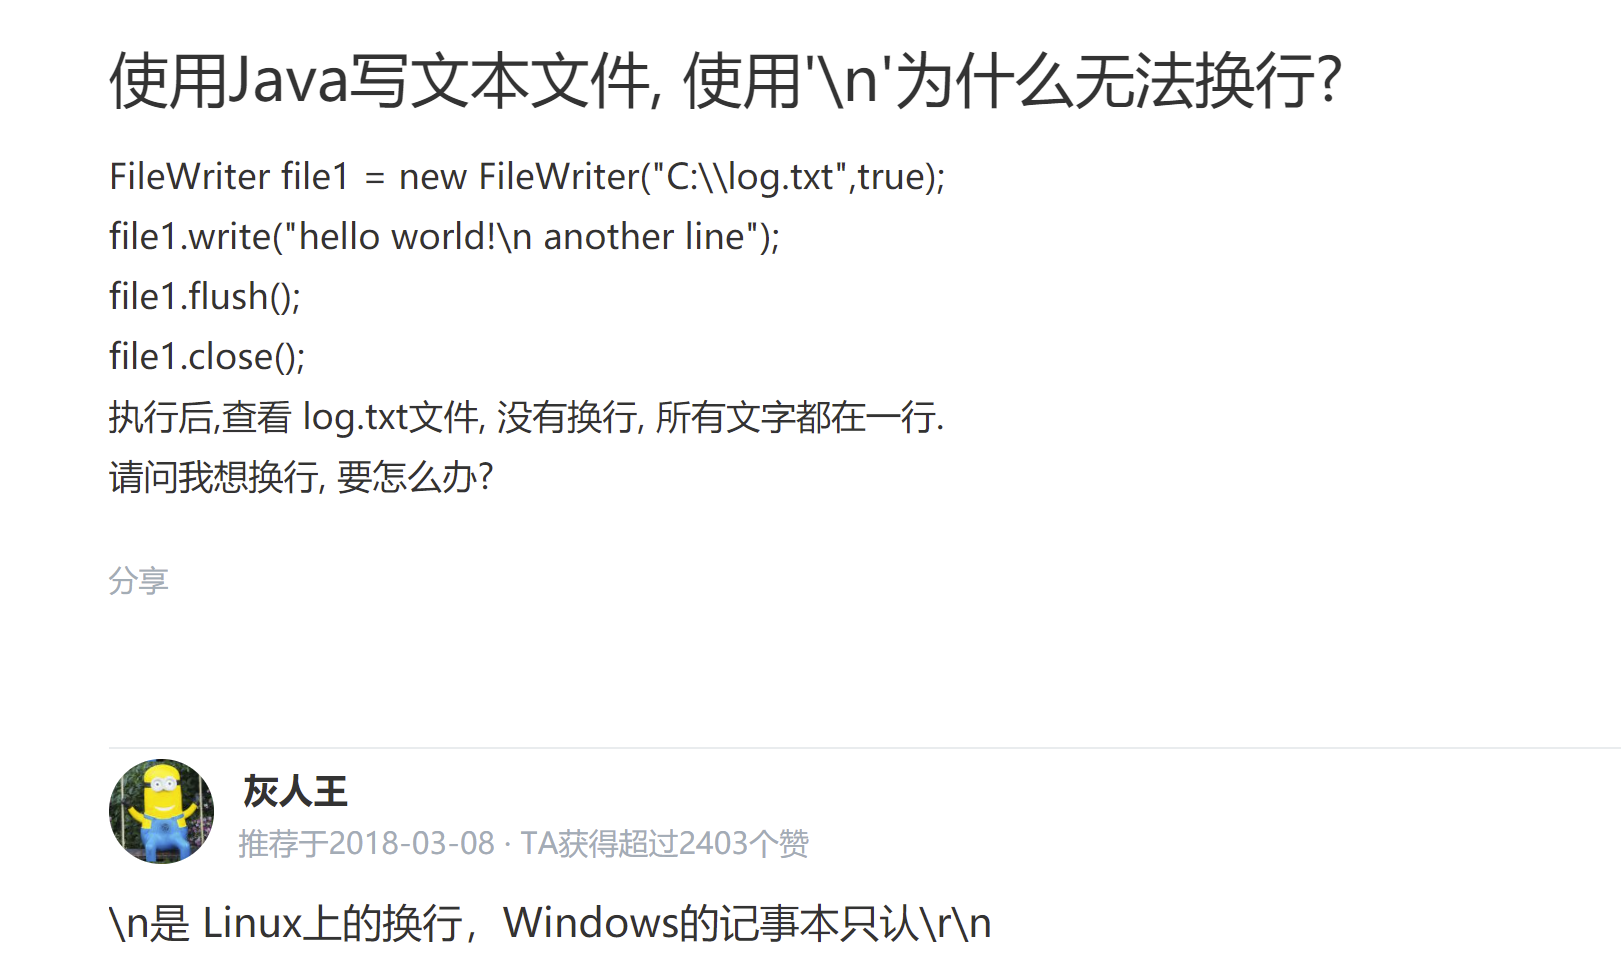 使用Java写文本文件, 使用'\n'为什么无法换行?
FileWriter file1 = new FileWriter("C:\\log.txt",true);
file1.write("hello world!\n another line");
file1.flush();
file1.close();
执行后,查看 log.txt文件, 没有换行, 所有文字都在一行.
请问我想换行, 要怎么办?
分享
灰人王
推荐于2018-03-08 · TA获得超过2403个赞
\n是 Linux上的换行，Windows的记事本只认\r\n